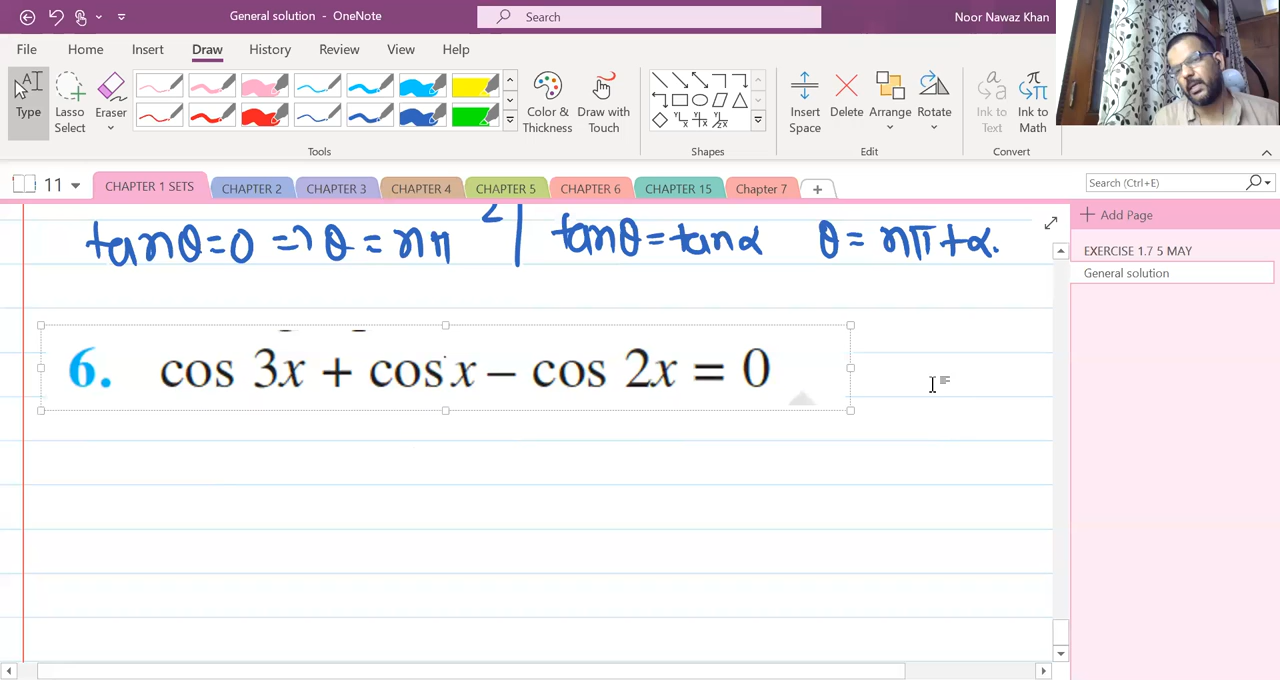 General solution - OneNote
Search
Noor Nawaz Khan
File Home Insert Draw History Review View Help
Type
Lasso Select
Eraser
Color & Thickness
Draw with Touch
Insert Space
Delete
Arrange
Rotate
Ink to Text
Ink to Math
Tools Shapes Edit Convert
11 CHAPTER 1 SETS CHAPTER 2 CHAPTER 3 CHAPTER 4 CHAPTER 5 CHAPTER 6 CHAPTER 15 Chapter 7 + Search (Ctrl+E)
Add Page
tanθ=0 => θ = nπ 2 | tanθ = tanα θ = nπ+α.
EXERCISE 1.7 5 MAY
General solution
6. cos 3x + cos x – cos 2x = 0